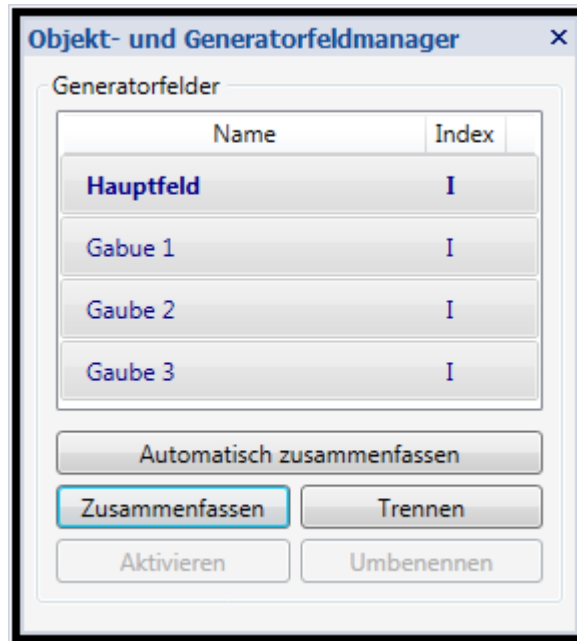 Objekt- und Generatorfeldmanager
Generatorfelder
Name Index
Hauptfeld I
Gabue 1 I
Gaube 2 I
Gaube 3 I
Automatisch zusammenfassen
Zusammenfassen Trennen
Aktivieren Umbenennen